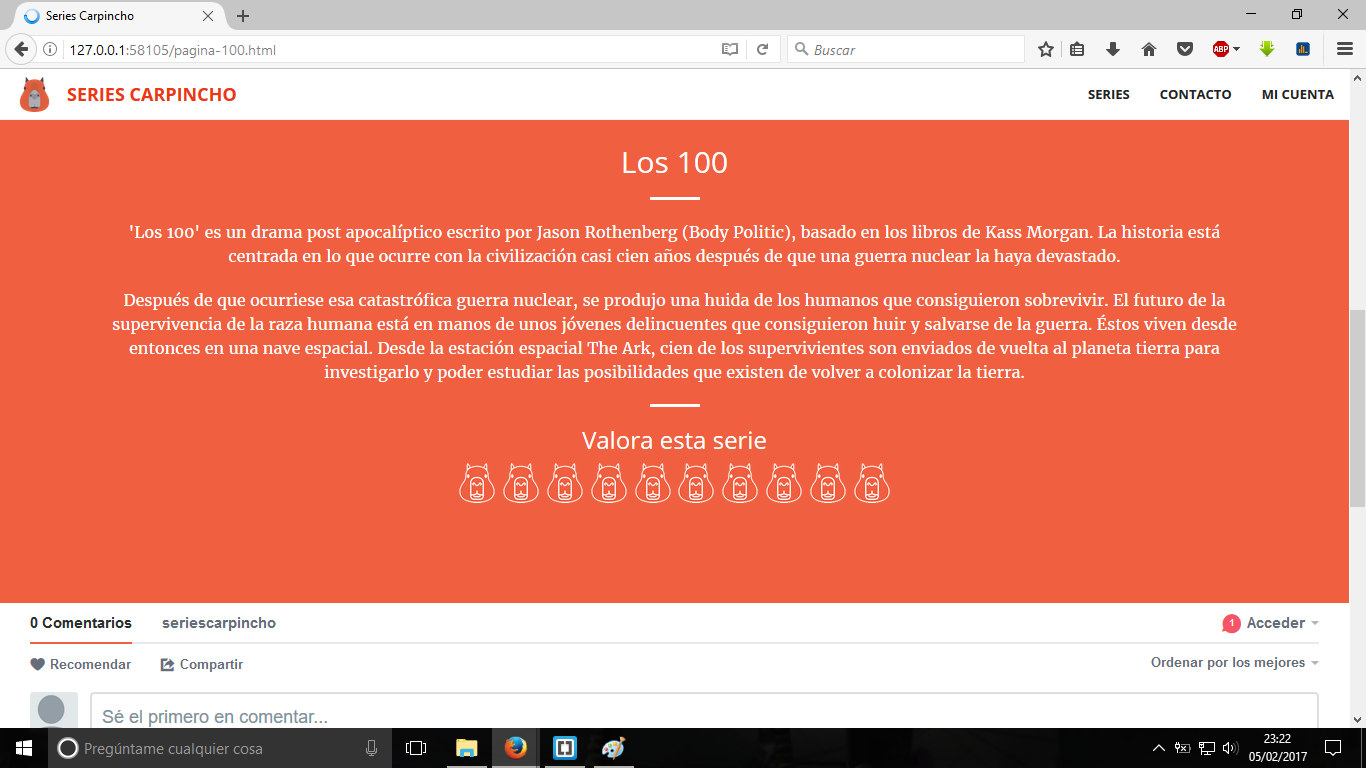 Series Carpincho
127.0.0.1:58105/pagina-100.html
Buscar
ABP
SERIES CARPINCHO
SERIES
CONTACTO
MI CUENTA
Los 100
'Los 100' es un drama post apocalíptico escrito por Jason Rothenberg (Body Politic), basado en los libros de Kass Morgan. La historia está
centrada en lo que ocurre con la civilización casi cien años después de que una guerra nuclear la haya devastado.
Después de que ocurriese esa catastrófica guerra nuclear, se produjo una huida de los humanos que consiguieron sobrevivir. El futuro de la
supervivencia de la raza humana está en manos de unos jóvenes delincuentes que consiguieron huir y salvarse de la guerra. Éstos viven desde
entonces en una nave espacial. Desde la estación espacial The Ark, cien de los supervivientes son enviados de vuelta al planeta tierra para
investigarlo y poder estudiar las posibilidades que existen de volver a colonizar la tierra.
Valora esta serie
0 Comentarios
seriescarpincho
1
Acceder
Recomendar
Compartir
Ordenar por los mejores
Sé el primero en comentar...
Pregúntame cualquier cosa
23:22
05/02/2017